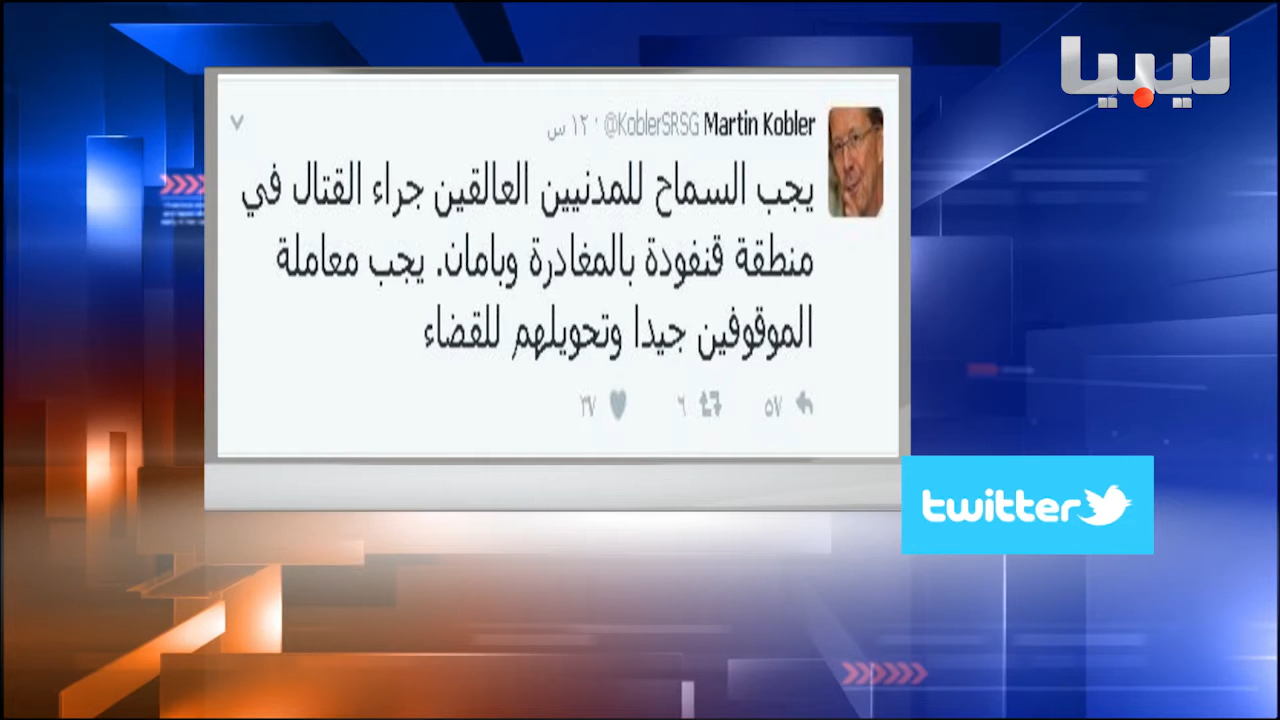 ليبيا
Martin Kobler @KoblerSRSG · ١٢ س
يجب السماح للمدنيين العالقين جراء القتال في
منطقة قنفودة بالمغادرة وبامان. يجب معاملة
الموقوفين جيدا وتحويلهم للقضاء
٥٧ ٦ ٢٧
twitter